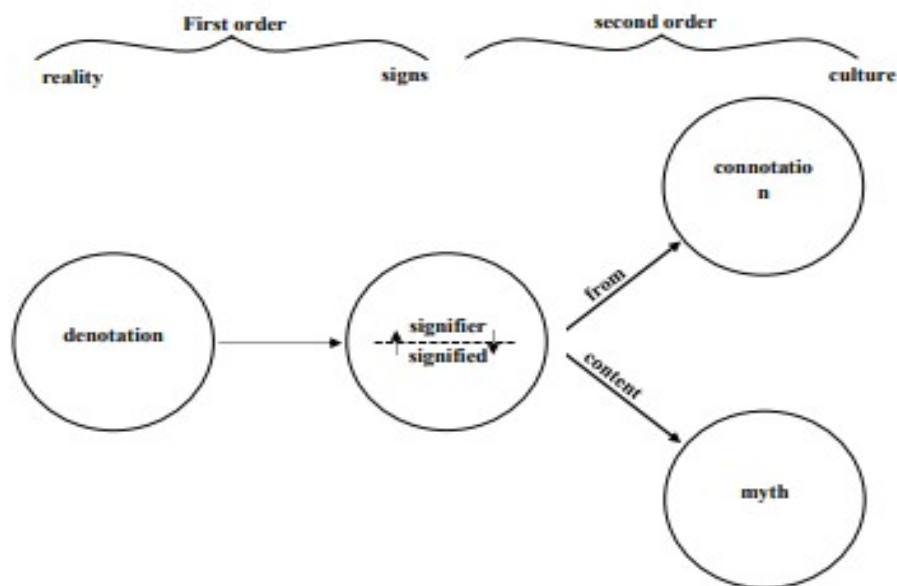 First order
second order
reality
signs
culture
connotatio
n
from
denotation
signifier
signified
content
myth